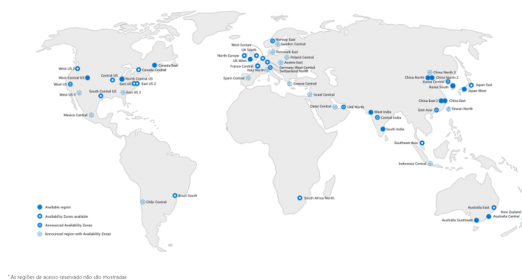 Norway East
Sweden Central
West Europe
UK South
North Europe
UK West
Denmark East
Poland Central
France Central
Austria East
Italy North
Germany West Central
Switzerland North
Spain Central
Greece Central
Israel Central
Qatar Central
UAE North
Canada East
West US 2
Canada Central
West Central US
Central US
North Central US
West US
East US
East US 2
West US 3
South Central US
East US 3
Mexico Central
China North 3
China North
China North 2
Korea Central
Korea South
Japan East
Japan West
China East 2
China East
East Asia
Taiwan North
West India
Central India
South India
Southeast Asia
Indonesia Central
Chile Central
Brazil South
South Africa North
Australia East
New Zealand
Australia Southeast
Australia Central
Available region
Availability Zones available
Announced Availability Zones
Announced region with Availability Zones
* As regiões de acesso reservado não são mostradas